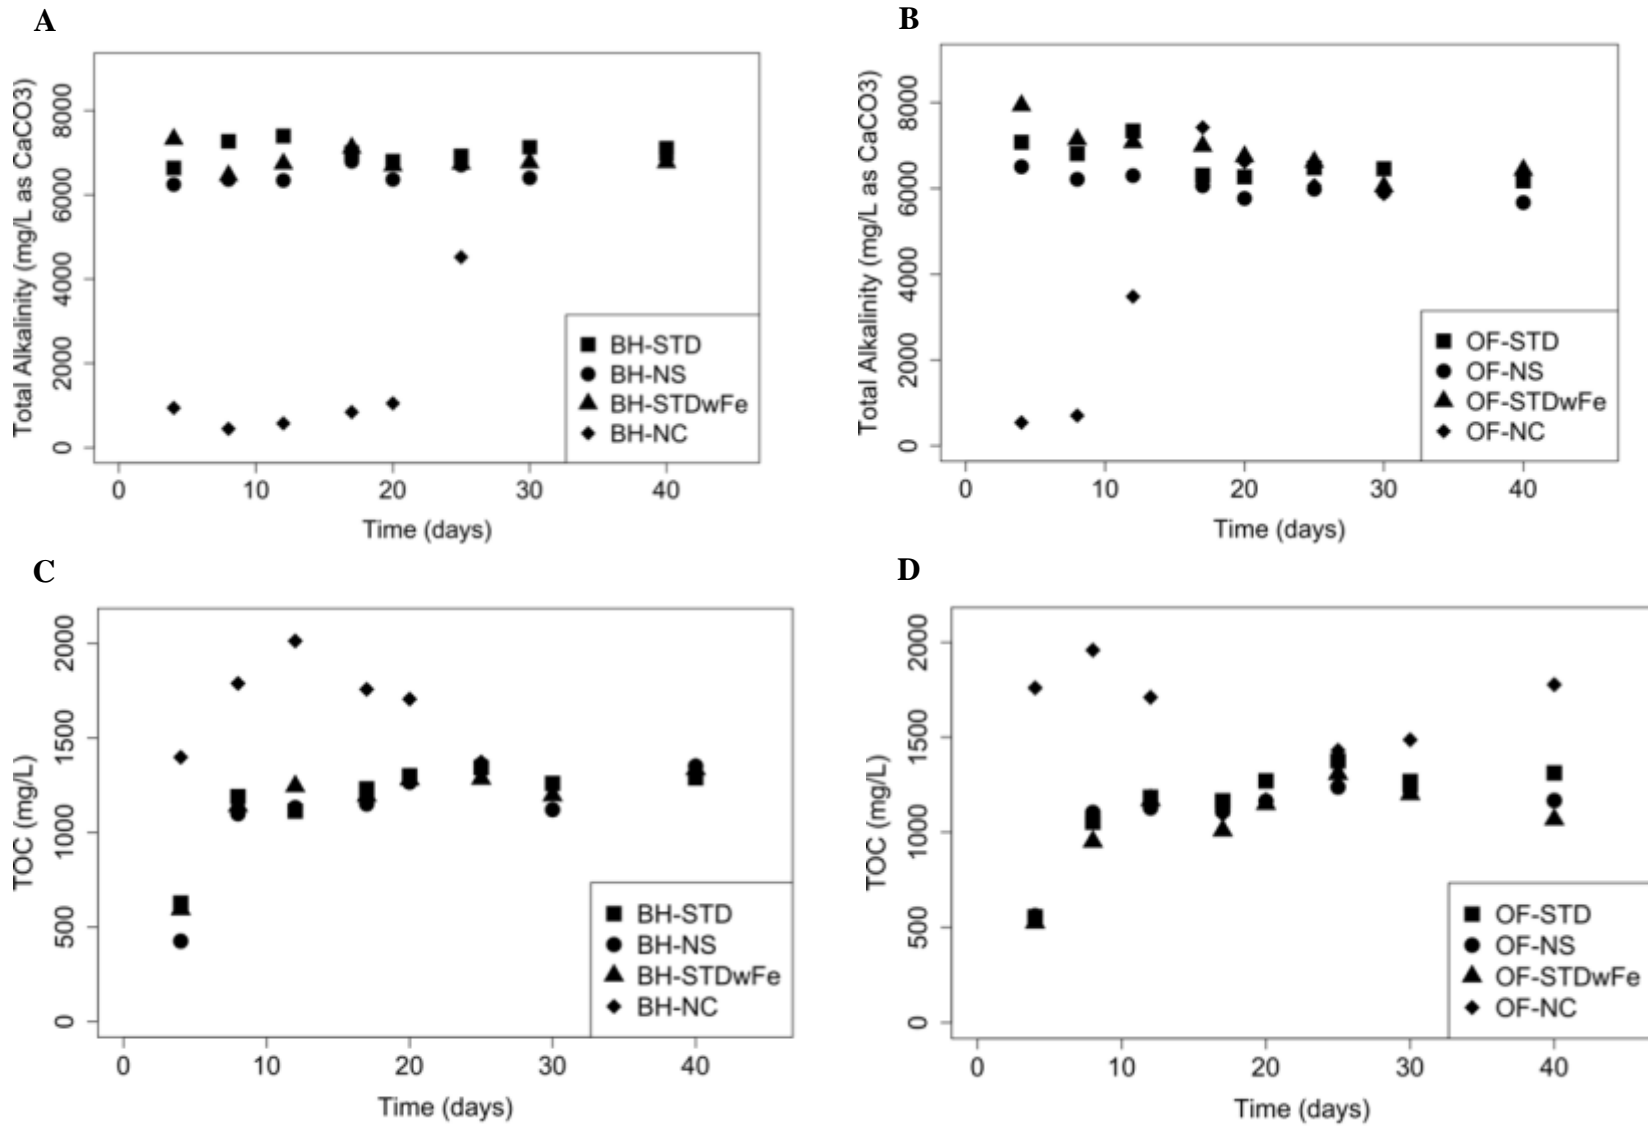 A
Total Alkalinity (mg/L as CaCO3)
8000
6000
4000
2000
0
BH-STD
BH-NS
BH-STDwFe
BH-NC
0 10 20 30 40
Time (days)
B
Total Alkalinity (mg/L as CaCO3)
8000
6000
4000
2000
0
OF-STD
OF-NS
OF-STDwFe
OF-NC
0 10 20 30 40
Time (days)
C
TOC (mg/L)
2000
1500
1000
500
0
BH-STD
BH-NS
BH-STDwFe
BH-NC
0 10 20 30 40
Time (days)
D
TOC (mg/L)
2000
1500
1000
500
0
OF-STD
OF-NS
OF-STDwFe
OF-NC
0 10 20 30 40
Time (days)